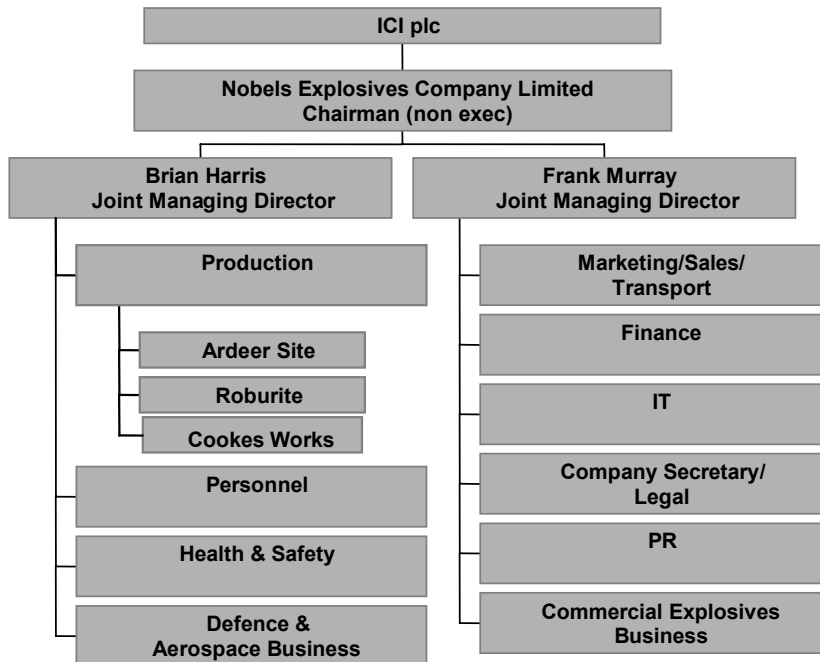 ICI plc
Nobels Explosives Company Limited
Chairman (non exec)
Brian Harris
Joint Managing Director
Frank Murray
Joint Managing Director
Production
Ardeer Site
Roburite
Cookes Works
Personnel
Health & Safety
Defence &
Aerospace Business
Marketing/Sales/
Transport
Finance
IT
Company Secretary/
Legal
PR
Commercial Explosives
Business